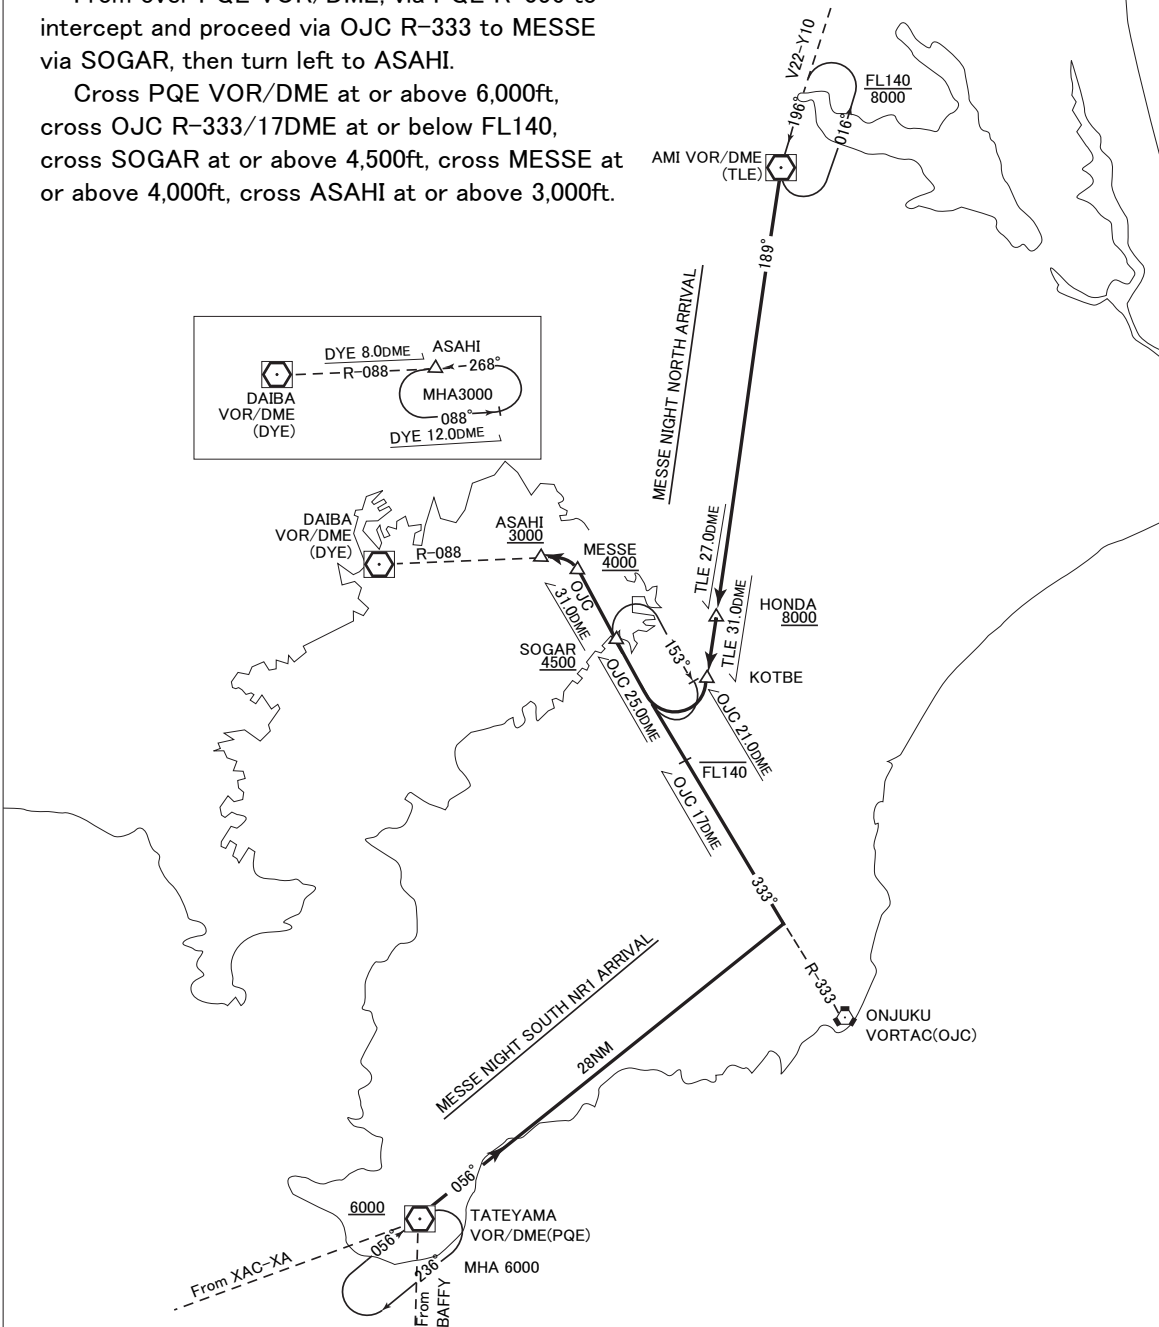 intercept and proceed via OJC R-333 to MESSE
via SOGAR, then turn left to ASAHI.
Cross PQE VOR/DME at or above 6,000ft,
cross OJC R-333/17DME at or below FL140,
cross SOGAR at or above 4,500ft, cross MESSE at
or above 4,000ft, cross ASAHI at or above 3,000ft.
V22-Y10
FL140
8000
196°
016°
AMI VOR/DME
(TLE)
189°
MESSE NIGHT NORTH ARRIVAL
DYE 8.0DME
ASAHI
R-088
268°
DAIBA
VOR/DME
(DYE)
MHA3000
088°
DYE 12.0DME
DAIBA
VOR/DME
(DYE)
R-088
ASAHI
3000
MESSE
4000
OJC
31.0DME
TLE 27.0DME
TLE 31.0DME
HONDA
8000
SOGAR
4500
153°
KOTBE
OJC 25.0DME
OJC 21.0DME
FL140
OJC 17DME
333°
R-333
ONJUKU
VORTAC(OJC)
MESSE NIGHT SOUTH NR1 ARRIVAL
28NM
056°
6000
TATEYAMA
VOR/DME(PQE)
056°
236°
MHA 6000
From XAC-XA
From
BAFFY